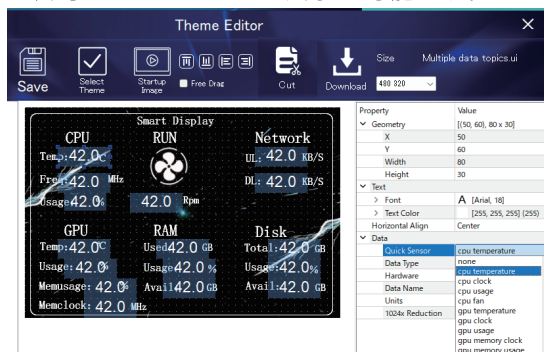 Theme Editor
Save
Select Theme
Startup Image
Free Drag
Cut
Download
Size
Multiple data topics.ui
480 320
Smart Display
CPU
RUN
Network
Temp:42.0C
UL: 42.0 KB/S
Freq:42.0 MHz
DL: 42.0 KB/S
Usage42.0%
42.0 Rpm
GPU
RAM
Disk
Temp:42.0C
Used42.0 GB
Total:42.0 GB
Usage:42.0%
Usage42.0 %
Usage:42.0%
Memusage: 42.0%
Avail42.0 GB
Avail:42.0 GB
Memclock: 42.0 MHz
Property
Value
Geometry
[(50, 60), 80 x 30]
X
50
Y
60
Width
80
Height
30
Text
Font
A [Arial, 18]
Text Color
[255, 255, 255] (255)
Horizontal Align
Center
Data
Quick Sensor
cpu temperature
Data Type
Hardware
Data Name
Units
1024x Reduction
none
cpu temperature
cpu clock
cpu usage
cpu fan
gpu temperature
gpu clock
gpu usage
gpu memory clock
gpu memory usage